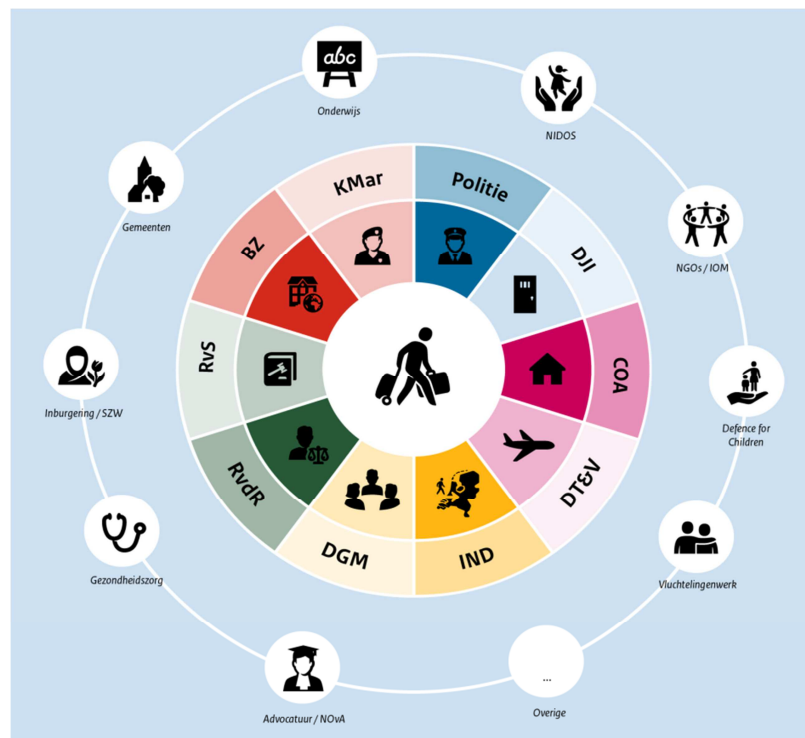 abc
Onderwijs
NIDOS
NGOs / IOM
Defence for
Children
Vluchtelingenwerk
...
Overige
Advocatuur / NOvA
Gezondheidszorg
Inburgering / SZW
Gemeenten
KMar
Politie
DJI
COA
DT&V
IND
DGM
RvdR
RvS
BZ